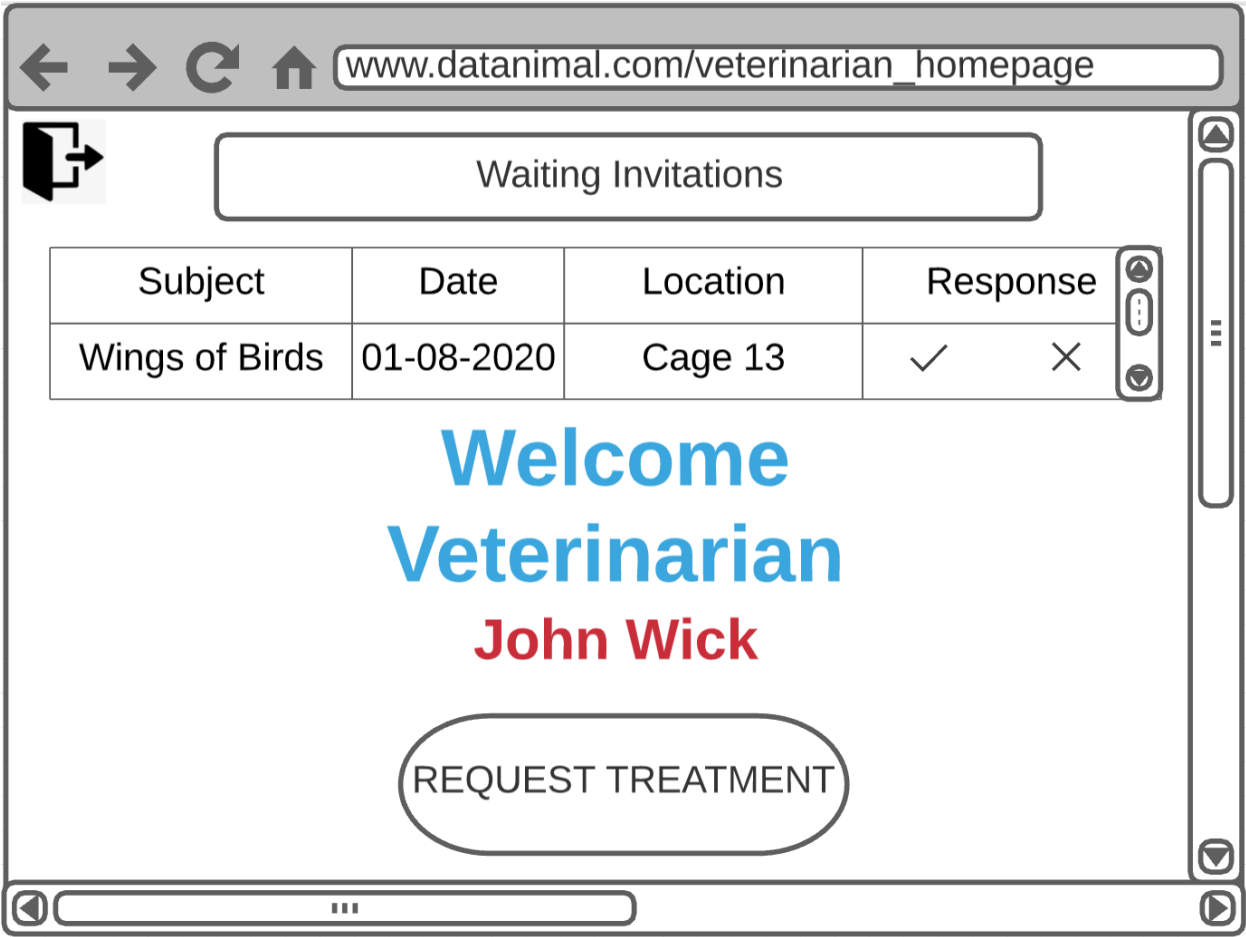 www.datanimal.com/veterinarian_homepage
Waiting Invitations
Subject Date Location Response
Wings of Birds 01-08-2020 Cage 13
Welcome
Veterinarian
John Wick
REQUEST TREATMENT